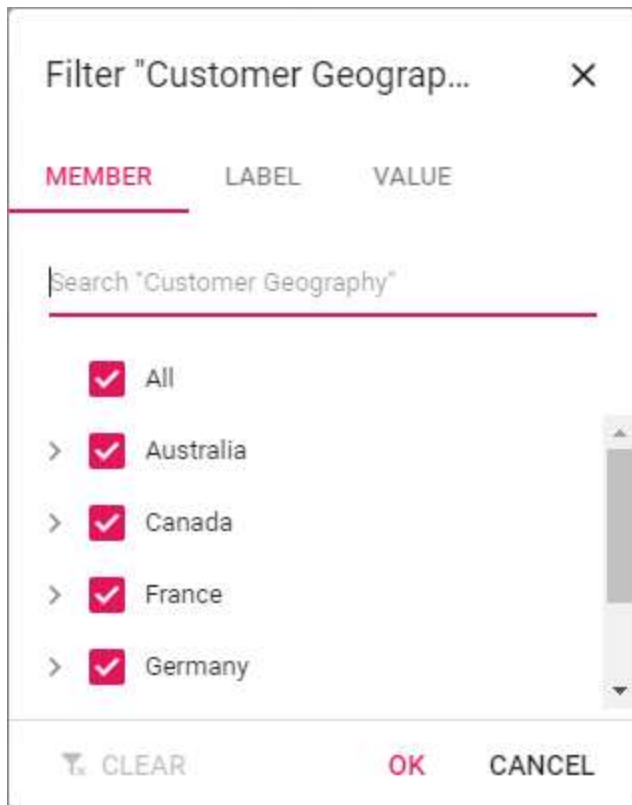 Filter "Customer Geograp...
MEMBER LABEL VALUE
Search "Customer Geography"
All
Australia
Canada
France
Germany
CLEAR OK CANCEL